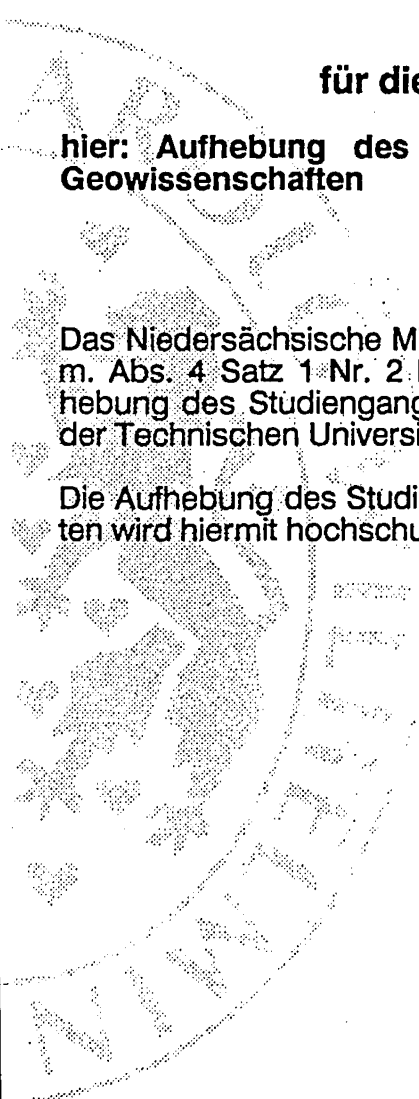 für die
hier: Aufhebung des
Geowissenschaften
Das Niedersächsische M
m. Abs. 4 Satz 1 Nr. 2
hebung des Studiengang
der Technischen Universi
Die Aufhebung des Studi
ten wird hiermit hochschu